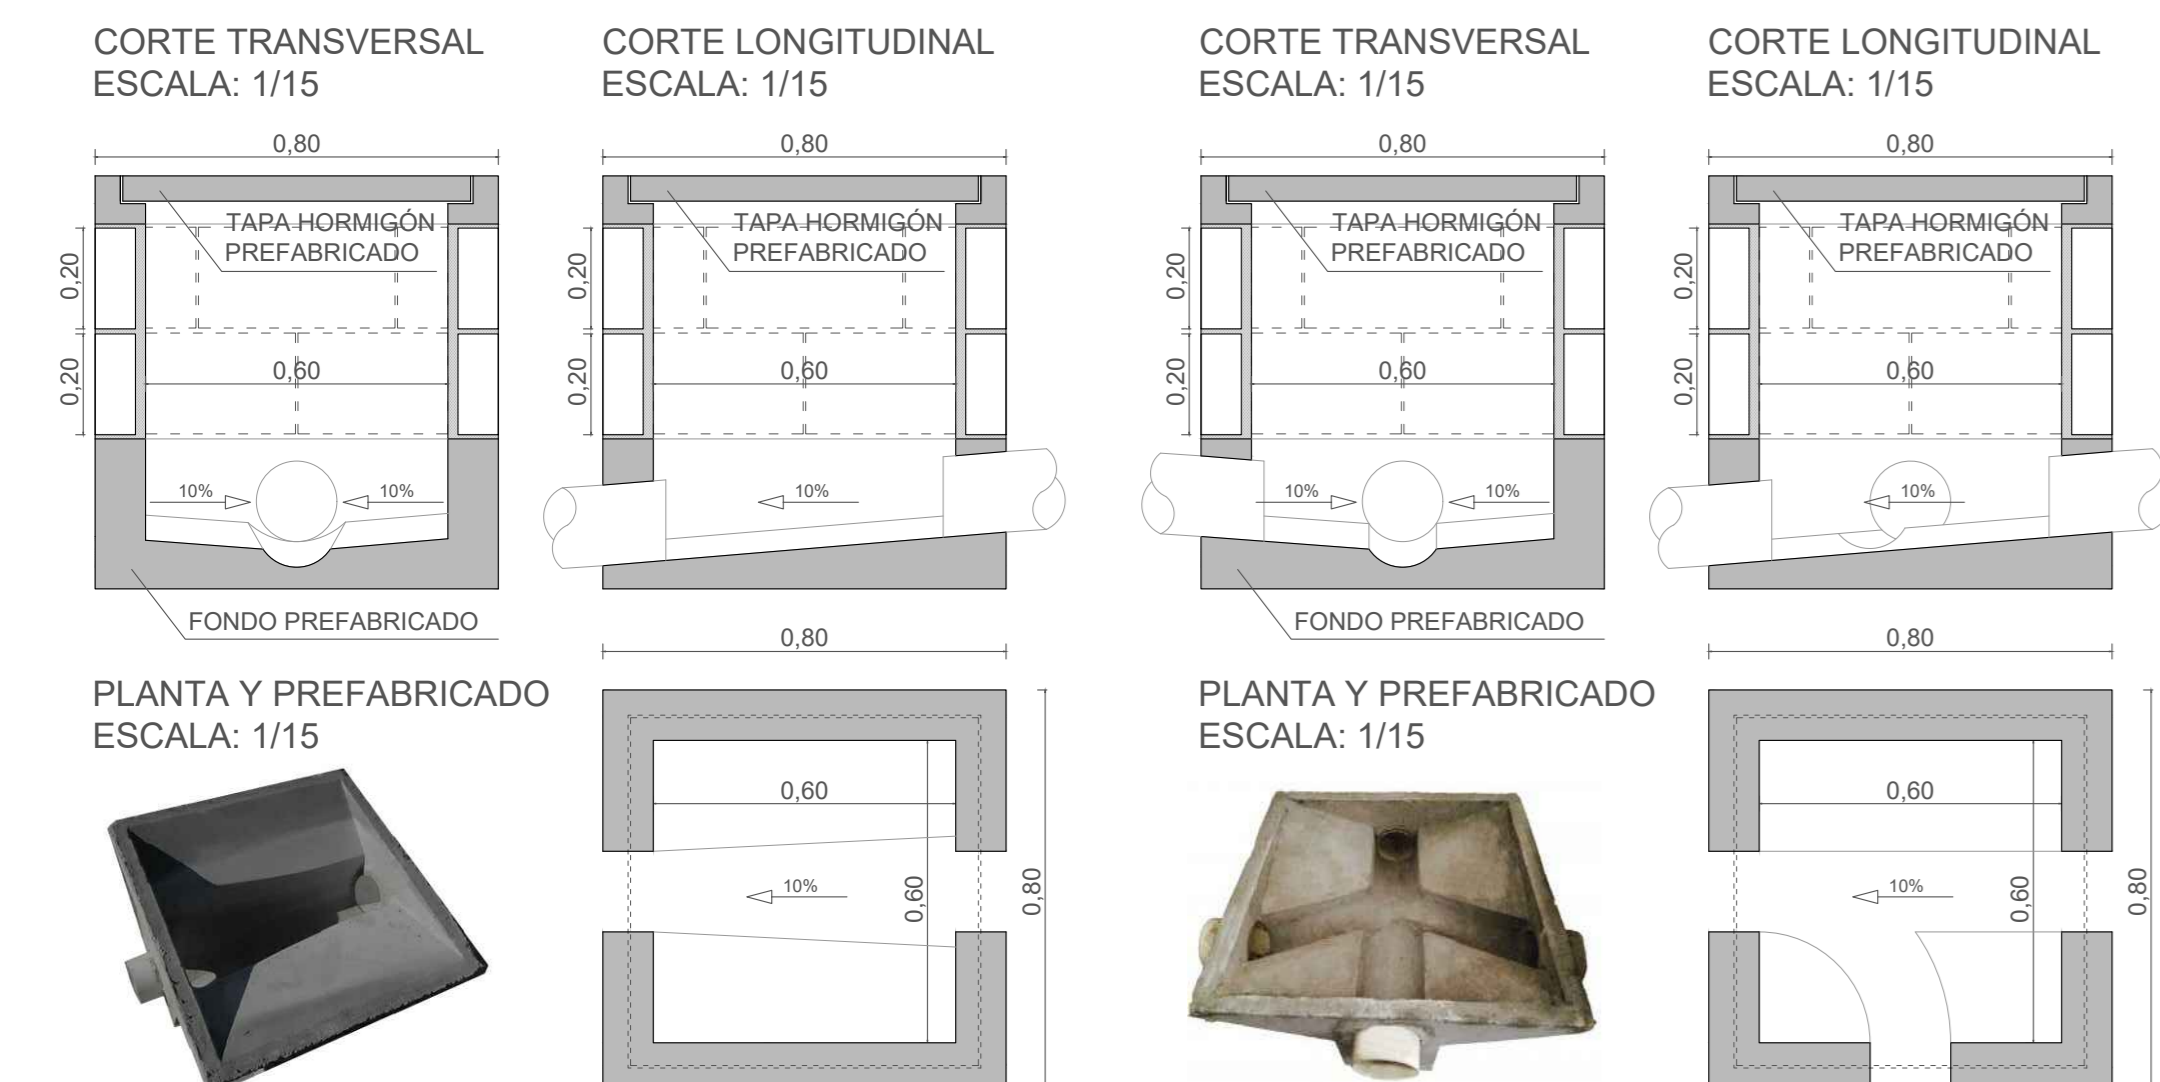 CORTE TRANSVERSAL
ESCALA: 1/15
0,80
TAPA HORMIGÓN
PREFABRICADO
0,20
0,20
0,60
10%
10%
FONDO PREFABRICADO
CORTE LONGITUDINAL
ESCALA: 1/15
0,80
TAPA HORMIGÓN
PREFABRICADO
0,20
0,20
0,60
10%
PLANTA Y PREFABRICADO
ESCALA: 1/15
0,80
0,60
10%
0,60
0,80
CORTE TRANSVERSAL
ESCALA: 1/15
0,80
TAPA HORMIGÓN
PREFABRICADO
0,20
0,20
0,60
10%
10%
FONDO PREFABRICADO
CORTE LONGITUDINAL
ESCALA: 1/15
0,80
TAPA HORMIGÓN
PREFABRICADO
0,20
0,20
0,60
10%
PLANTA Y PREFABRICADO
ESCALA: 1/15
0,80
0,60
10%
0,60
0,80